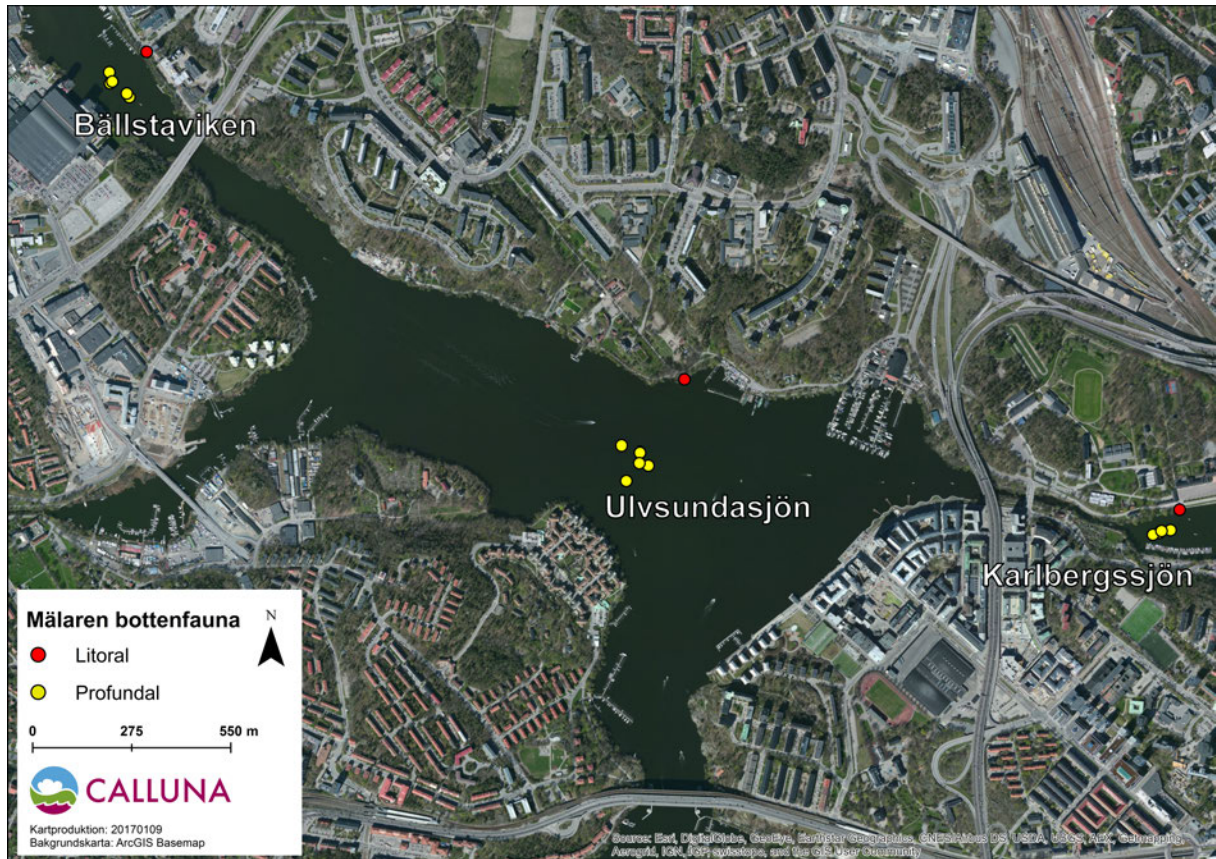 Bällstaviken
Ulvsundasjön
Karlbergssjön
Mälaren bottenfauna
N
Litoral
Profundal
0 275 550 m
CALLUNA
Kartproduktion: 20170109
Bakgrundskarta: ArcGIS Basemap
Source: Esri, DigitalGlobe, GeoEye, Earthstar Geographics, CNES/Airbus DS, USDA, USGS, AEX, Getmapping,
Aerogrid, IGN, IGP, swisstopo, and the GIS User Community